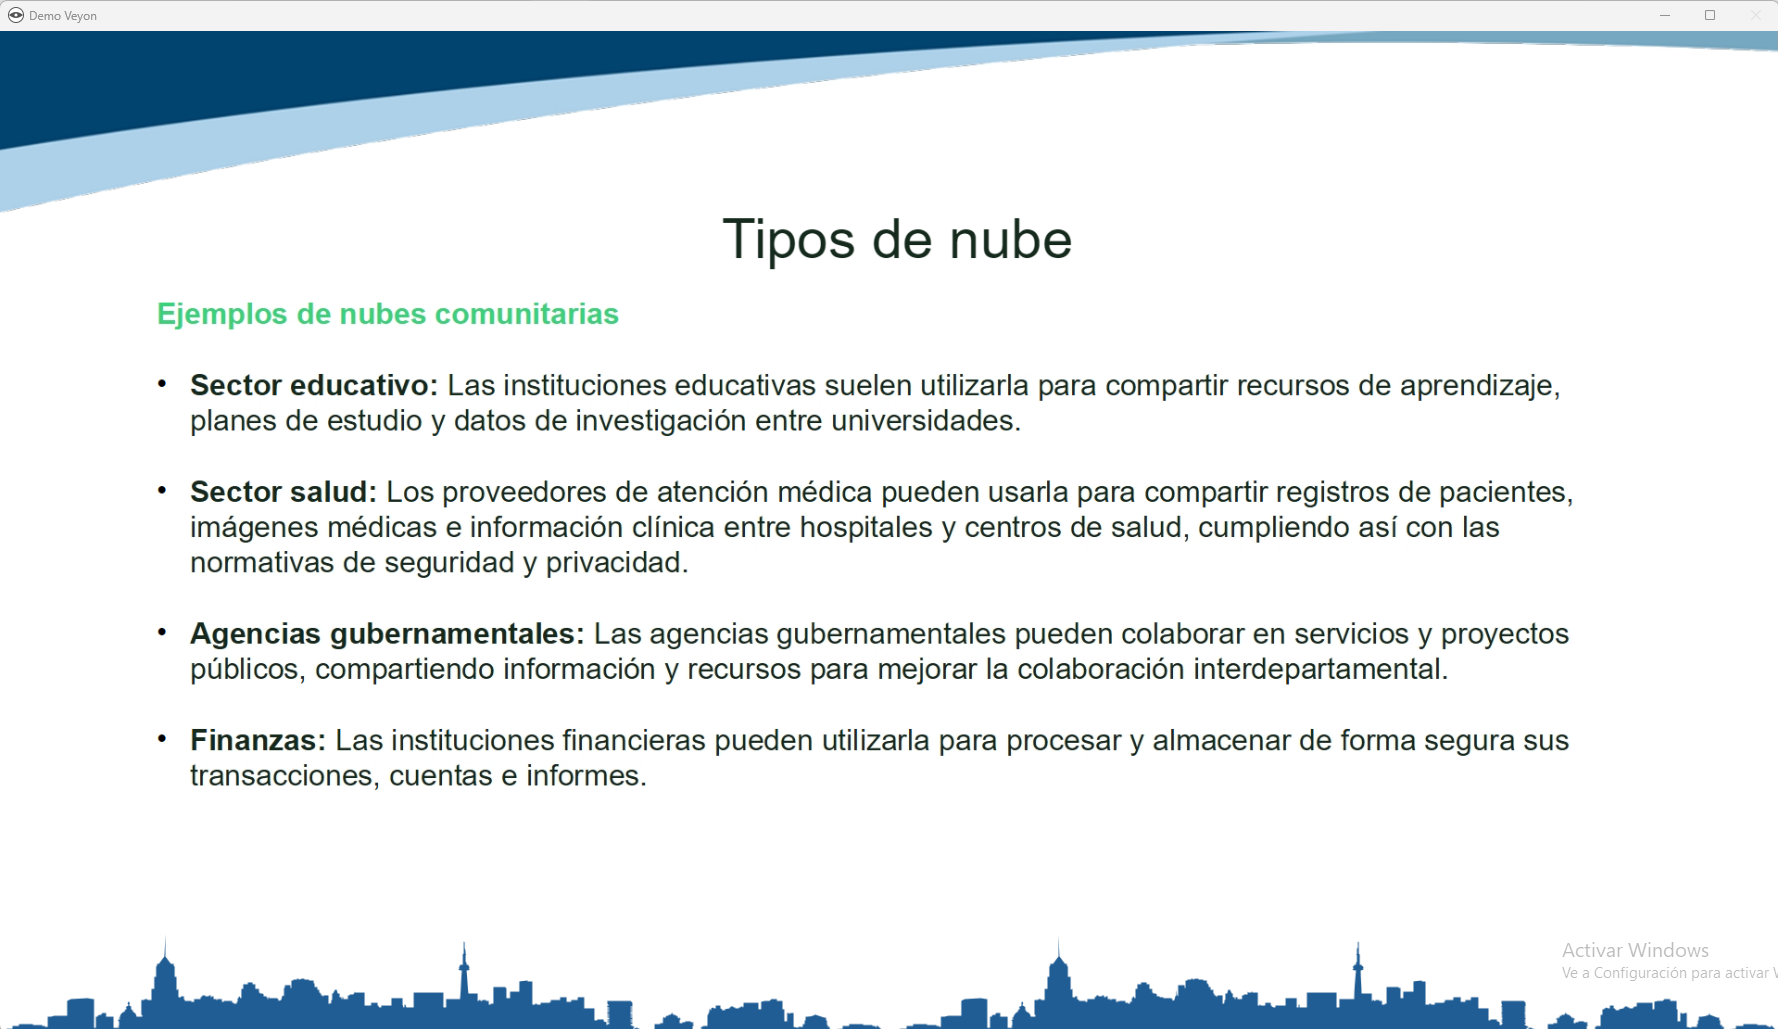 Demo Veyon
Tipos de nube
Ejemplos de nubes comunitarias
• Sector educativo: Las instituciones educativas suelen utilizarla para compartir recursos de aprendizaje,
planes de estudio y datos de investigación entre universidades.
• Sector salud: Los proveedores de atención médica pueden usarla para compartir registros de pacientes,
imágenes médicas e información clínica entre hospitales y centros de salud, cumpliendo así con las
normativas de seguridad y privacidad.
• Agencias gubernamentales: Las agencias gubernamentales pueden colaborar en servicios y proyectos
públicos, compartiendo información y recursos para mejorar la colaboración interdepartamental.
• Finanzas: Las instituciones financieras pueden utilizarla para procesar y almacenar de forma segura sus
transacciones, cuentas e informes.
Activar Windows
Ve a Configuración para activar